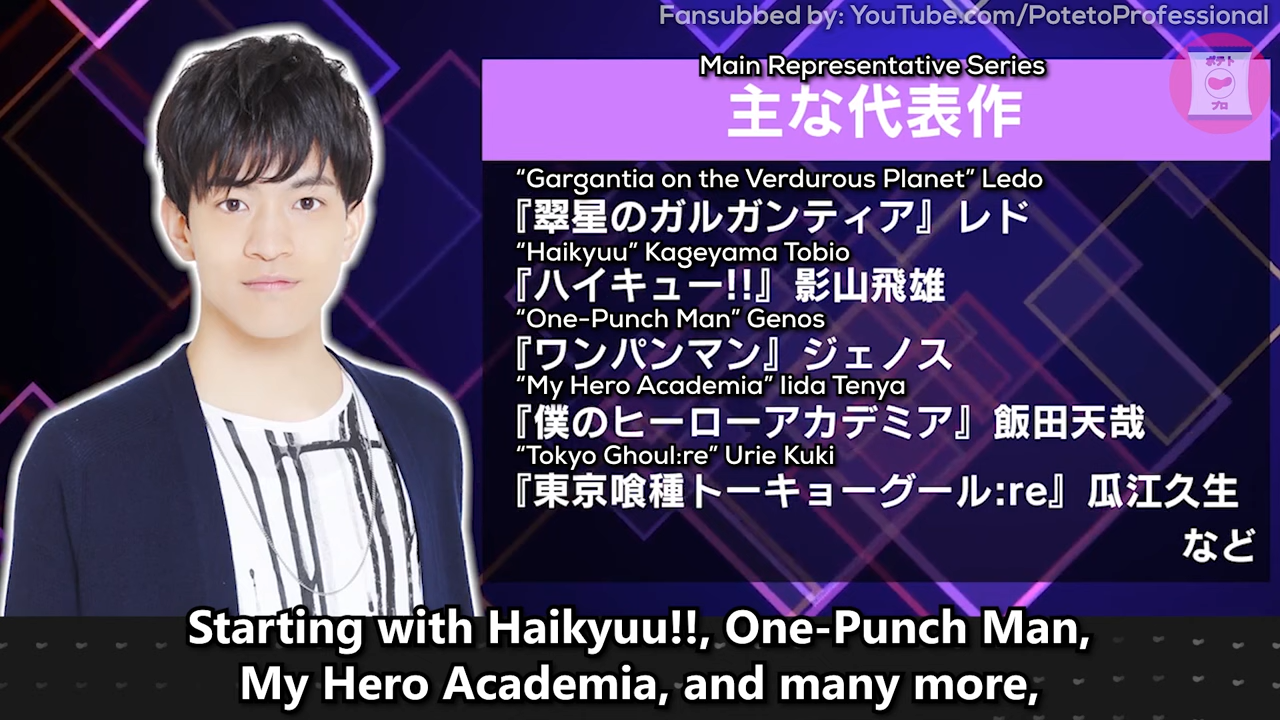 Fansubbed by: YouTube.com/PotetoProfessional
ポテト
プロ
Main Representative Series
主な代表作
“Gargantia on the Verdurous Planet” Ledo
『翠星のガルガンティア』レド
“Haikyuu” Kageyama Tobio
『ハイキュー!!』影山飛雄
“One-Punch Man” Genos
『ワンパンマン』ジェノス
“My Hero Academia” Iida Tenya
『僕のヒーローアカデミア』飯田天哉
“Tokyo Ghoul:re” Urie Kuki
『東京喰種トーキョーグール:re』瓜江久生
など
Starting with Haikyuu!!, One-Punch Man,
My Hero Academia, and many more,